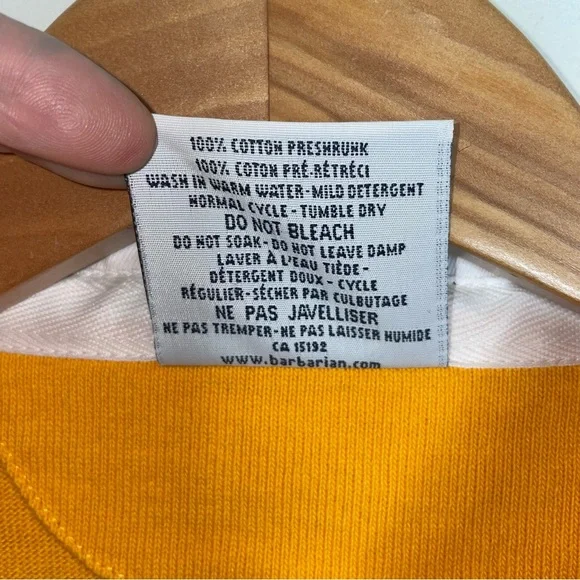 100% COTTON PRESHRUNK
100% COTON PRÉ-RÉTRÉCI
WASH IN WARM WATER-MILD DETERGENT
NORMAL CYCLE - TUMBLE DRY
DO NOT BLEACH
DO NOT SOAK - DO NOT LEAVE DAMP
LAVER À L'EAU TIÈDE -
DÉTERGENT DOUX - CYCLE
RÉGULIER-SÉCHER PAR CULBUTAGE
NE PAS JAVELLISER
NE PAS TREMPER-NE PAS LAISSER HUMIDE
CA 15192
www.barbarian.com